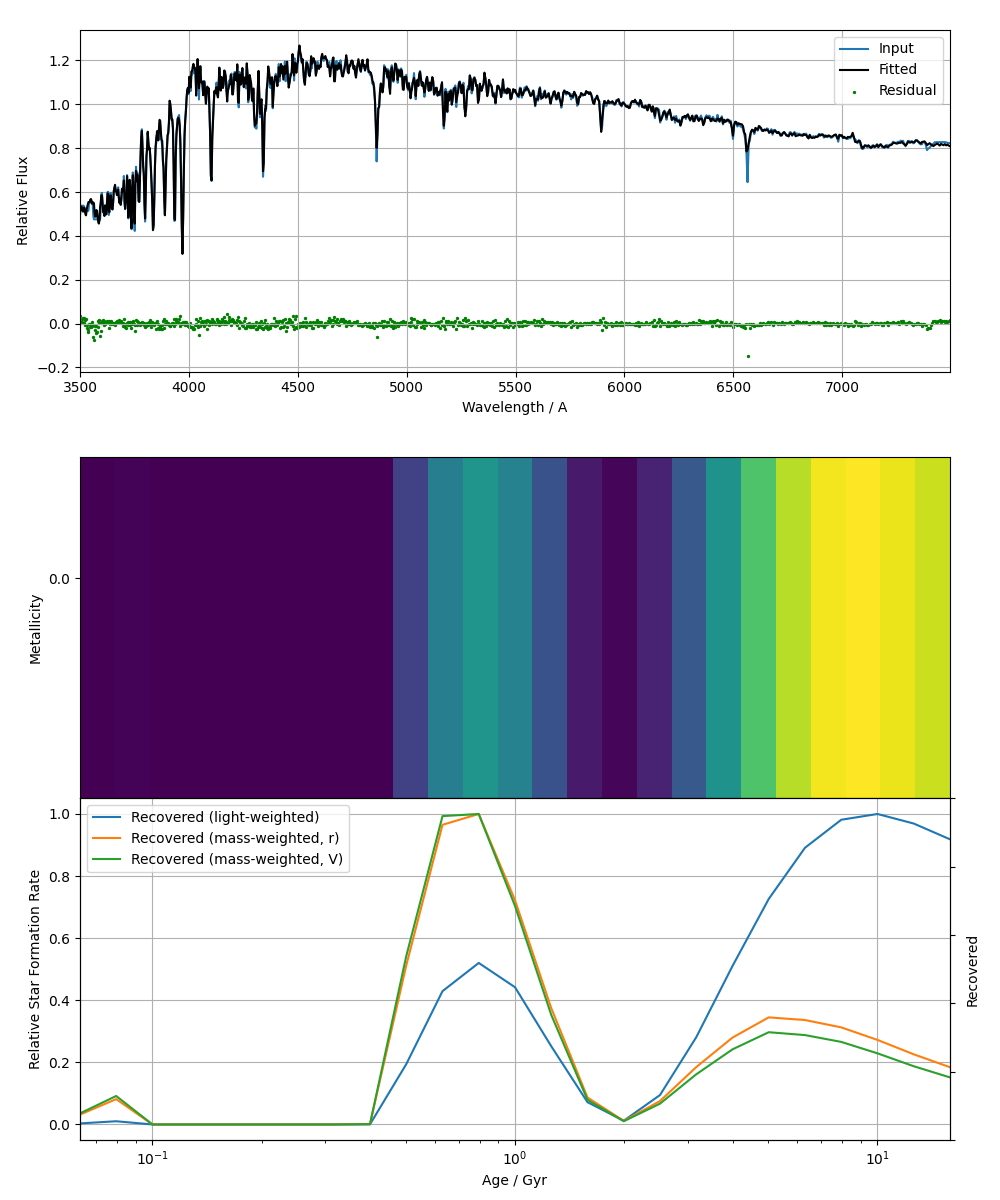 1.2
1.0
0.8
0.6
0.4
0.2
0.0
−0.2
Relative Flux
Input
Fitted
Residual
3500 4000 4500 5000 5500 6000 6500 7000
Wavelength / A
0.0
Metallicity
Recovered (light-weighted)
Recovered (mass-weighted, r)
Recovered (mass-weighted, V)
1.0
0.8
0.6
0.4
0.2
0.0
Relative Star Formation Rate
Recovered
10⁻¹ 10⁰ 10¹
Age / Gyr